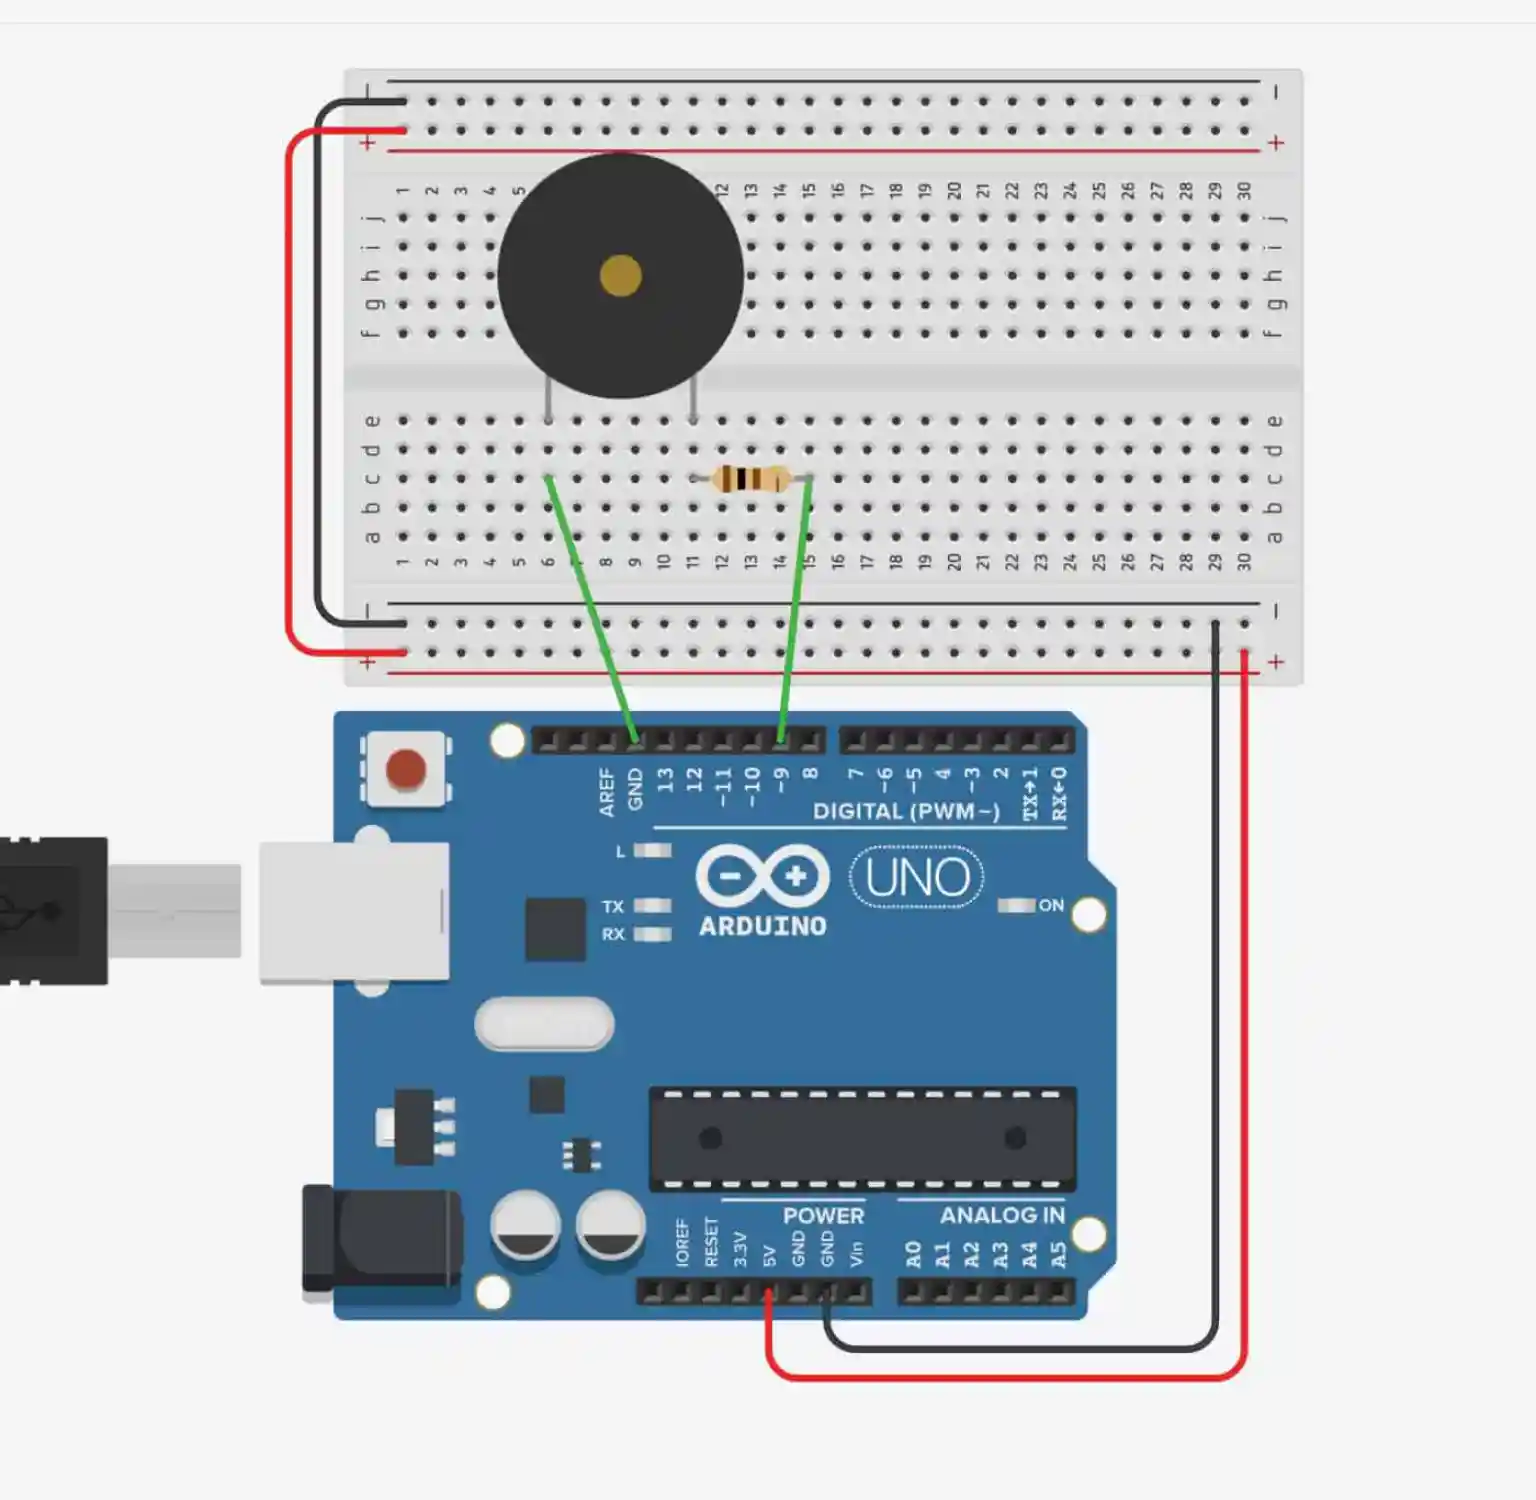 - -
+ +
1 2 3 4 5 12 13 14 15 16 17 18 19 20 21 22 23 24 25 26 27 28 29 30
j j
i i
h h
g g
f f
e e
d d
c c
b b
a a
1 2 3 4 5 6 8 9 10 11 12 13 14 15 16 17 18 19 20 21 22 23 24 25 26 27 28 29 30
- -
+ +
AREF GND 13 12 ~11 ~10 ~9 8 7 ~6 ~5 4 ~3 2 TX→1 RX←0
DIGITAL (PWM~)
L
UNO
TX
ON
ARDUINO
RX
POWER ANALOG IN
IOREF RESET 3.3V 5V GND GND Vin A0 A1 A2 A3 A4 A5